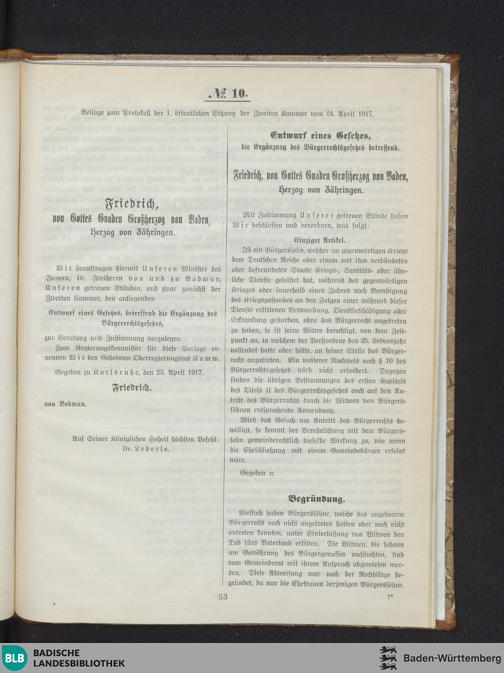 № 10.
Beilage zum Protokoll der 1. öffentlichen Sitzung der Zweiten Kammer vom 24. April 1917.
Friedrich,
von Gottes Gnaden Großherzog von Baden,
Herzog von Zähringen.
Wir beauftragen hiermit Unseren Minister des
Innern, Dr. Freiherrn von und zu Bodman,
Unseren getreuen Ständen, und zwar zunächst der
Zweiten Kammer, den anliegenden
Entwurf eines Gesetzes, betreffend die Ergänzung des
Bürgerrechtsgesetzes,
zur Beratung und Zustimmung vorzulegen.
Zum Regierungskommissär für diese Vorlage er-
nennen Wir den Geheimen Oberregierungsrat Kamm.
Gegeben zu Karlsruhe, den 23. April 1917.
Friedrich.
von Bodman.
Auf Seiner Königlichen Hoheit höchsten Befehl:
Dr. Lederle.
Entwurf eines Gesetzes,
die Ergänzung des Bürgerrechtsgesetzes betreffend.
Friedrich, von Gottes Gnaden Großherzog von Baden,
Herzog von Zähringen.
Mit Zustimmung Unserer getreuen Stände haben
Wir beschlossen und verordnen, was folgt:
Einziger Artikel.
Ist ein Bürgersohn, welcher im gegenwärtigen Kriege
dem Deutschen Reiche oder einem mit ihm verbündeten
oder befreundeten Staate Kriegs-, Sanitäts- oder ähn-
liche Dienste geleistet hat, während des gegenwärtigen
Krieges oder innerhalb eines Jahres nach Beendigung
des Kriegszustandes an den Folgen einer während dieser
Dienste erlittenen Verwundung, Dienstbeschädigung oder
Erkrankung gestorben, ohne das Bürgerrecht angetreten
zu haben, so ist seine Witwe berechtigt, von dem Zeit-
punkt an, in welchem der Verstorbene das 25. Lebensjahr
vollendet hatte oder hätte, an seiner Stelle das Bürger-
recht anzutreten. Ein weiterer Nachweis nach § 10 des
Bürgerrechtsgesetzes wird nicht erfordert. Dagegen
finden die übrigen Bestimmungen des ersten Kapitels
des Titels II des Bürgerrechtsgesetzes auch auf den An-
tritt des Bürgerrechts durch die Witwen von Bürgers-
söhnen entsprechende Anwendung.
Wird das Gesuch um Antritt des Bürgerrechts be-
willigt, so kommt der Verehelichung mit dem Bürgers-
sohn gemeinderechtlich dieselbe Wirkung zu, wie wenn
die Eheschließung mit einem Gemeindebürger erfolgt
wäre.
Gegeben ꝛc.
Begründung.
Vielfach haben Bürgersöhne, welche das angeborene
Bürgerrecht noch nicht angetreten hatten oder noch nicht
antreten konnten, unter Hinterlassung von Witwen den
Tod fürs Vaterland erlitten. Die Witwen, die sodann
um Gewährung des Bürgergenusses nachsuchten, sind
vom Gemeinderat mit ihrem Anspruch abgewiesen wor-
den. Diese Abweisung war nach der Rechtslage be-
gründet, da nur die Ehefrauen derjenigen Bürgerssöhne,
53
7*
BLB
BADISCHE
LANDESBIBLIOTHEK
Baden-Württemberg